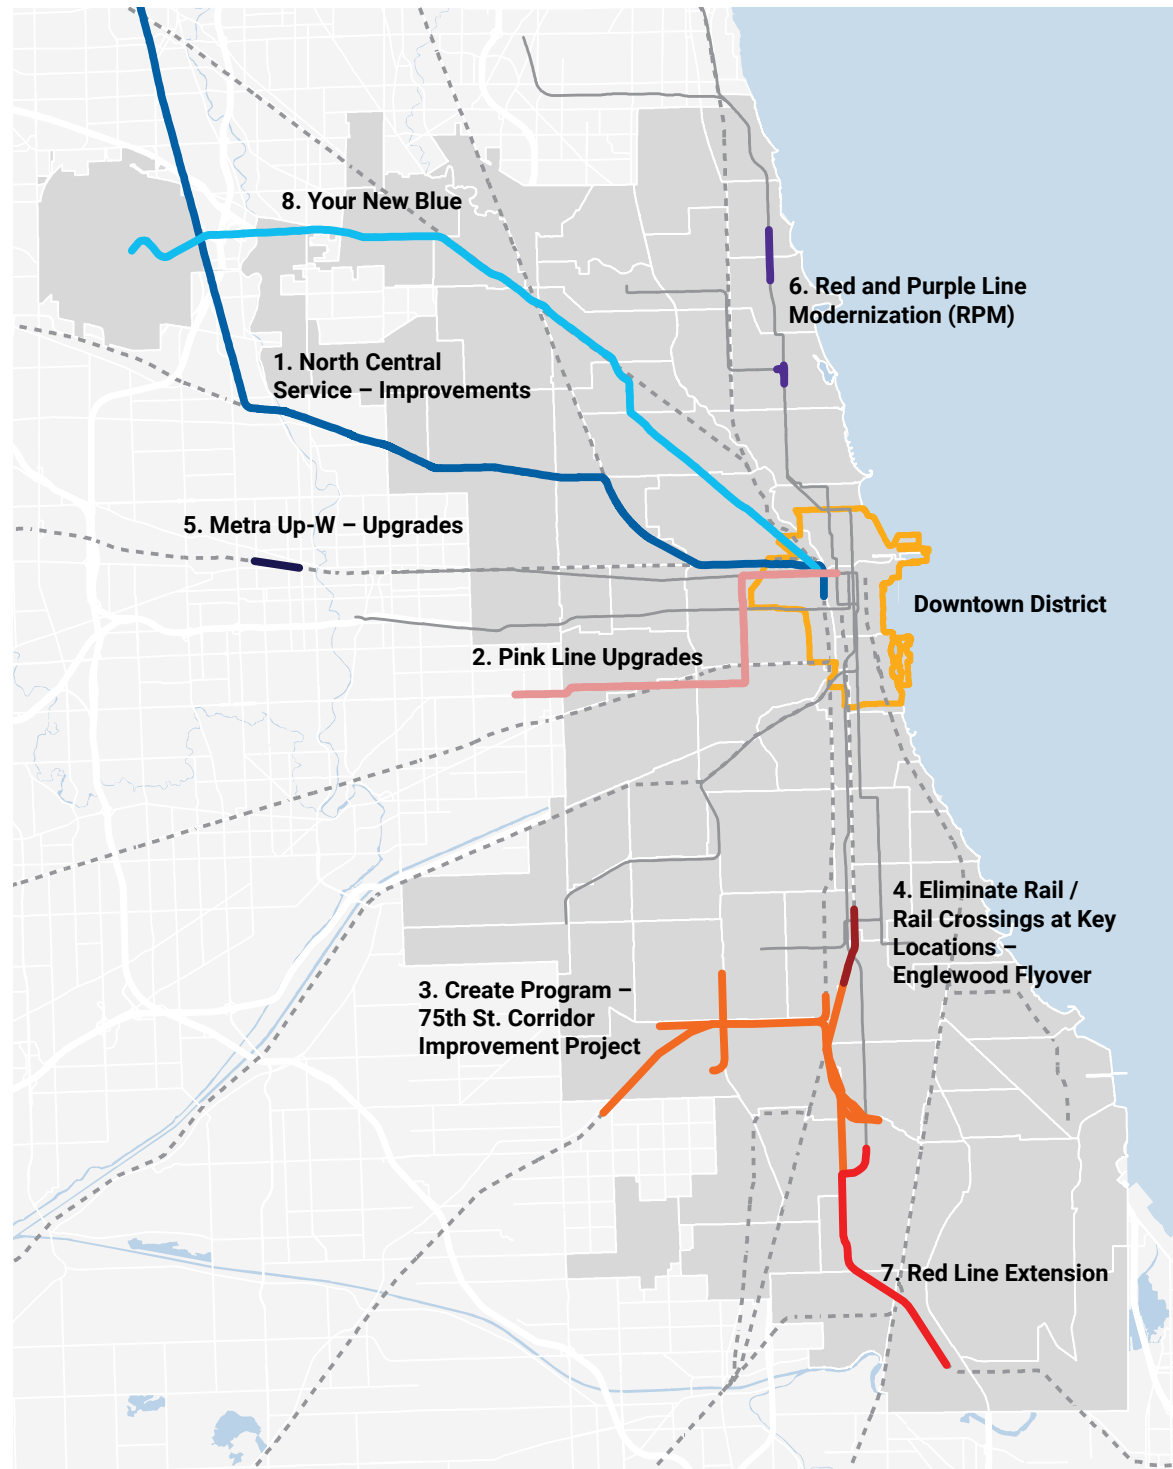 8. Your New Blue
6. Red and Purple Line
Modernization (RPM)
1. North Central
Service – Improvements
5. Metra Up-W – Upgrades
Downtown District
2. Pink Line Upgrades
4. Eliminate Rail /
Rail Crossings at Key
Locations –
Englewood Flyover
3. Create Program –
75th St. Corridor
Improvement Project
7. Red Line Extension